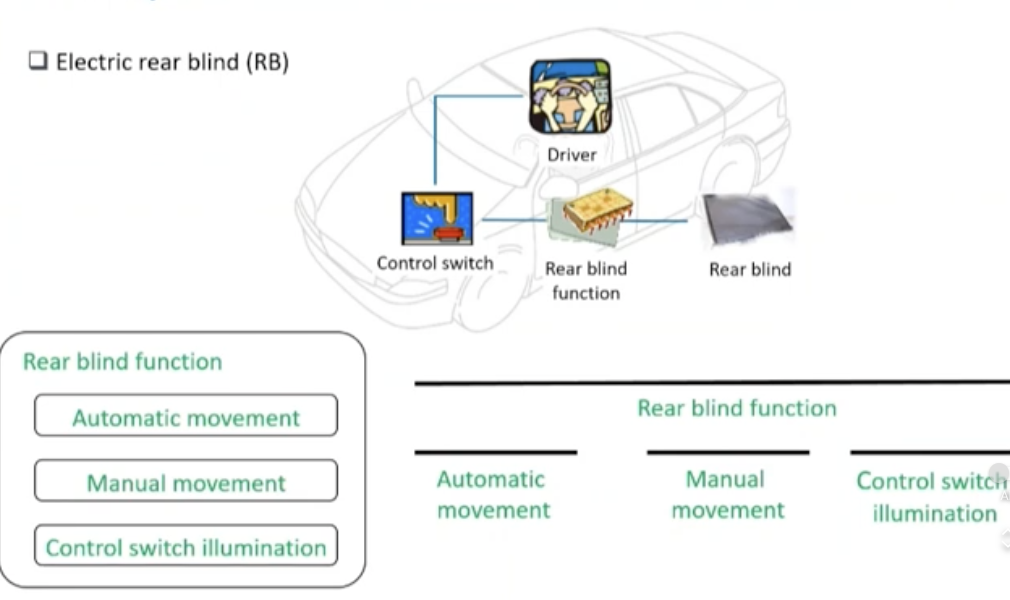 Electric rear blind (RB)
Driver
Control switch
Rear blind
function
Rear blind
Rear blind function
Automatic movement
Manual movement
Control switch illumination
Rear blind function
Automatic
movement
Manual
movement
Control switch
illumination